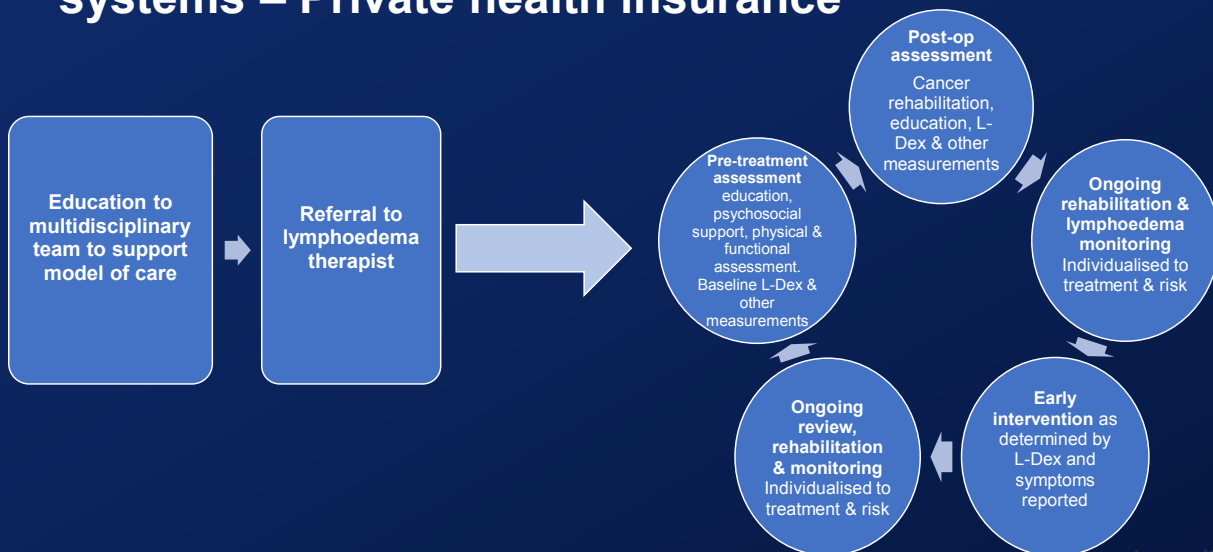 systems – Private health insurance
Education to
multidisciplinary
team to support
model of care
Referral to
lymphoedema
therapist
Pre-treatment
assessment
education,
psychosocial
support, physical &
functional
assessment.
Baseline L-Dex &
other
measurements
Post-op
assessment
Cancer
rehabilitation,
education, L-
Dex & other
measurements
Ongoing
rehabilitation &
lymphoedema
monitoring
Individualised to
treatment & risk
Early
intervention as
determined by
L-Dex and
symptoms
reported
Ongoing
review,
rehabilitation
& monitoring
Individualised to
treatment & risk